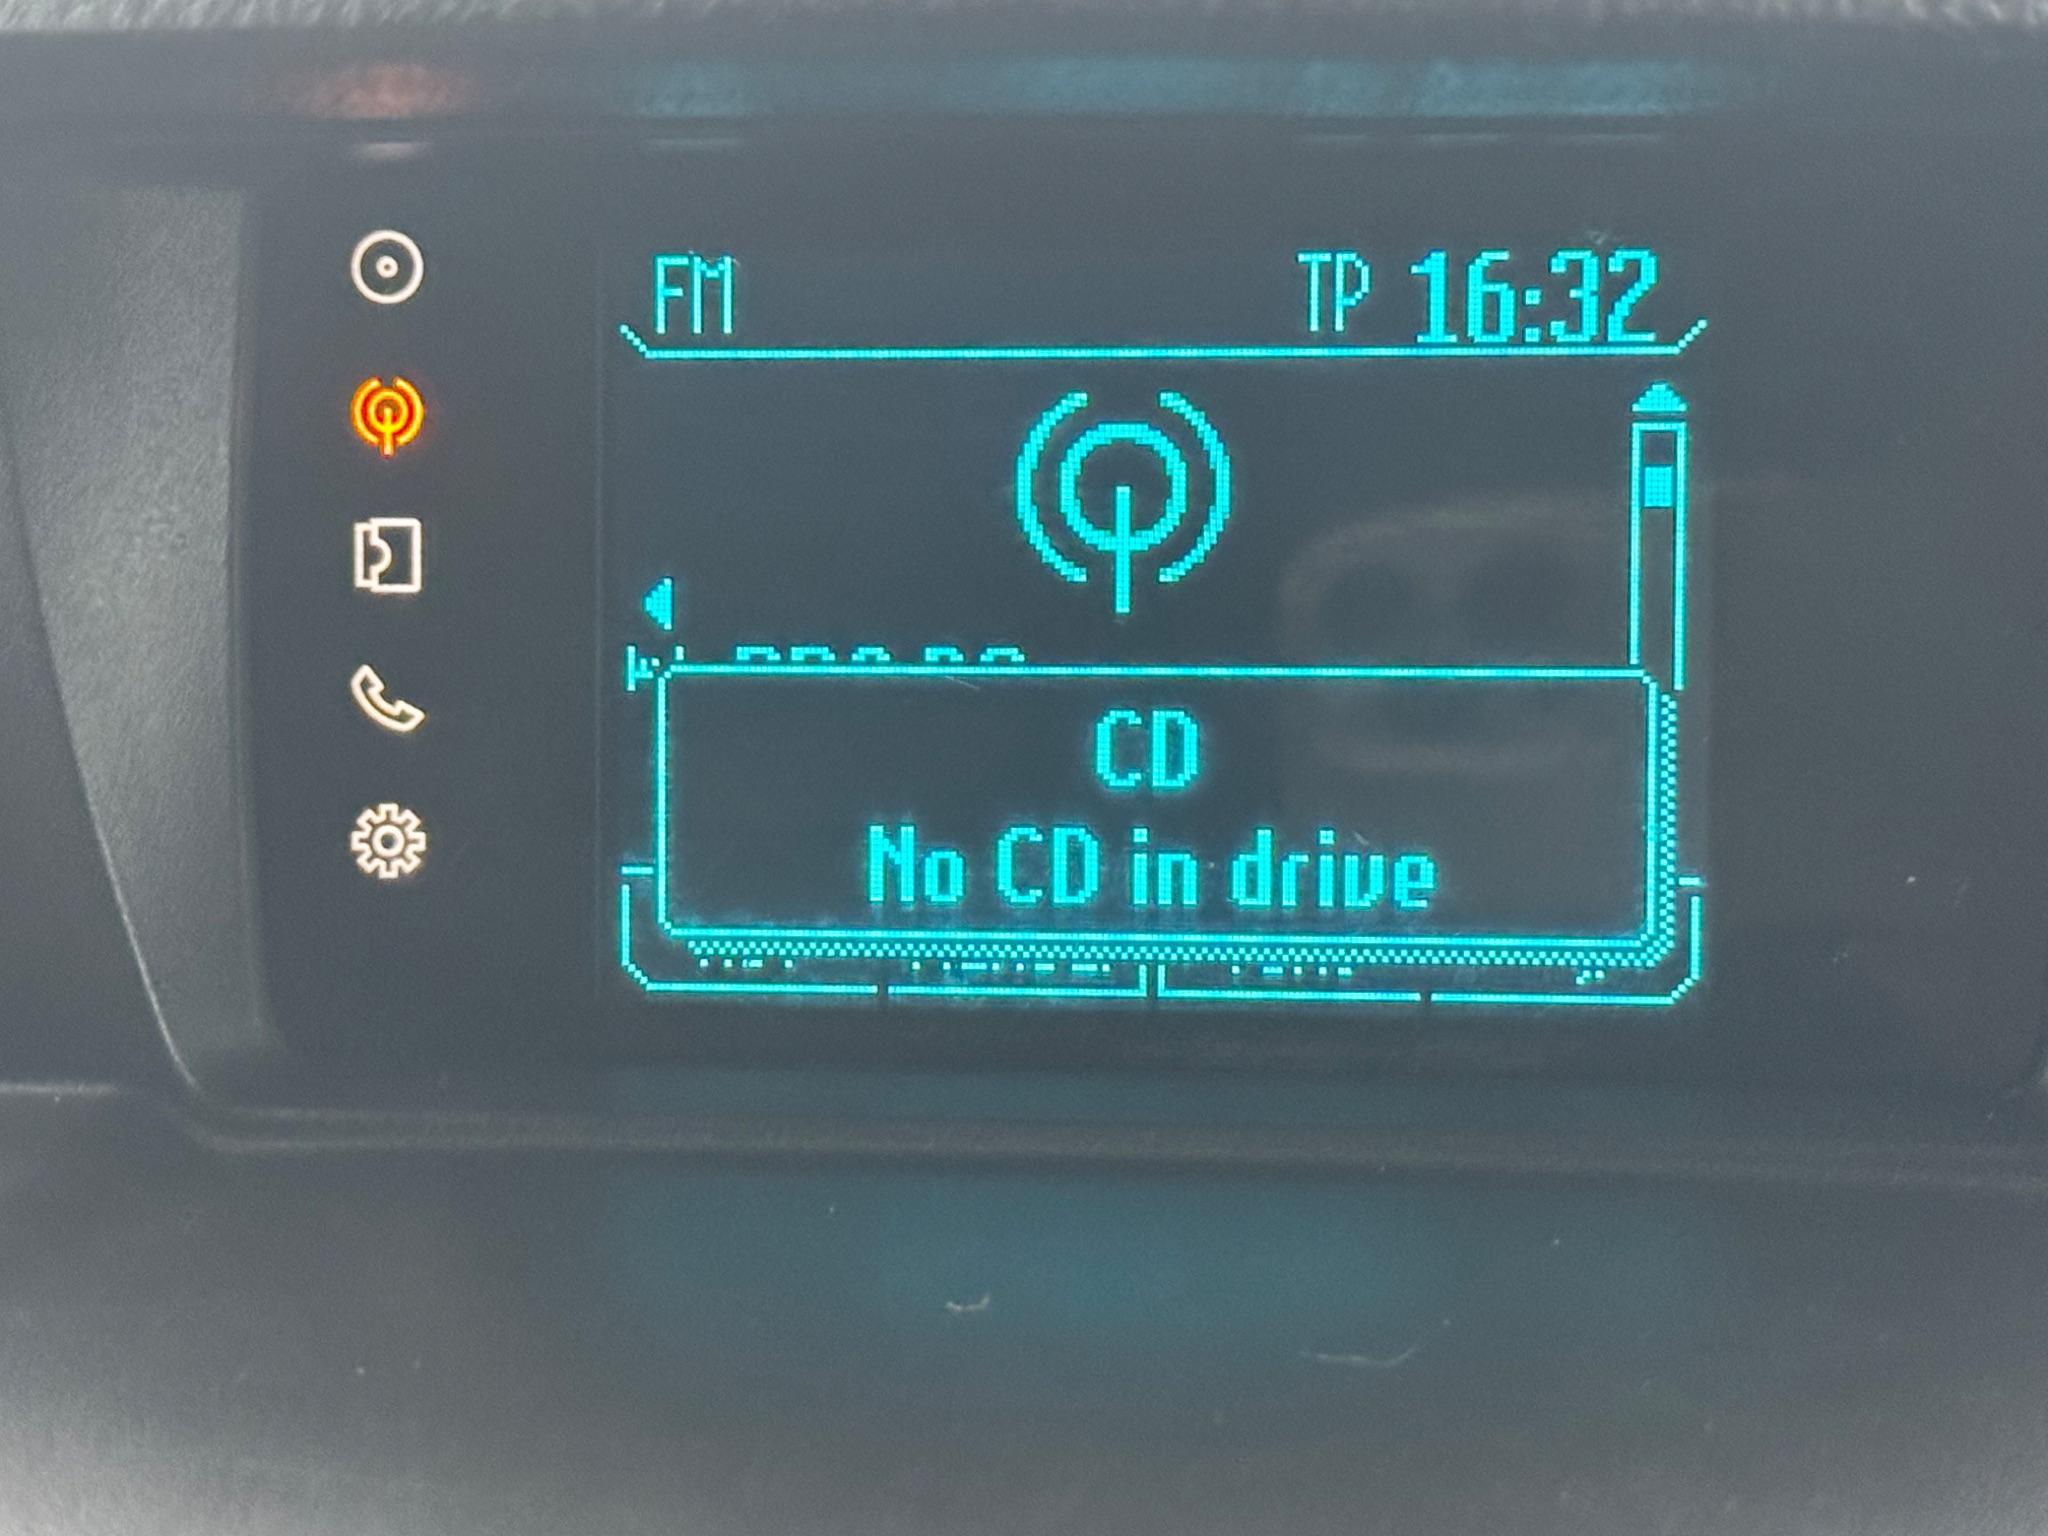 FM TP 16:32
CD
No CD in drive